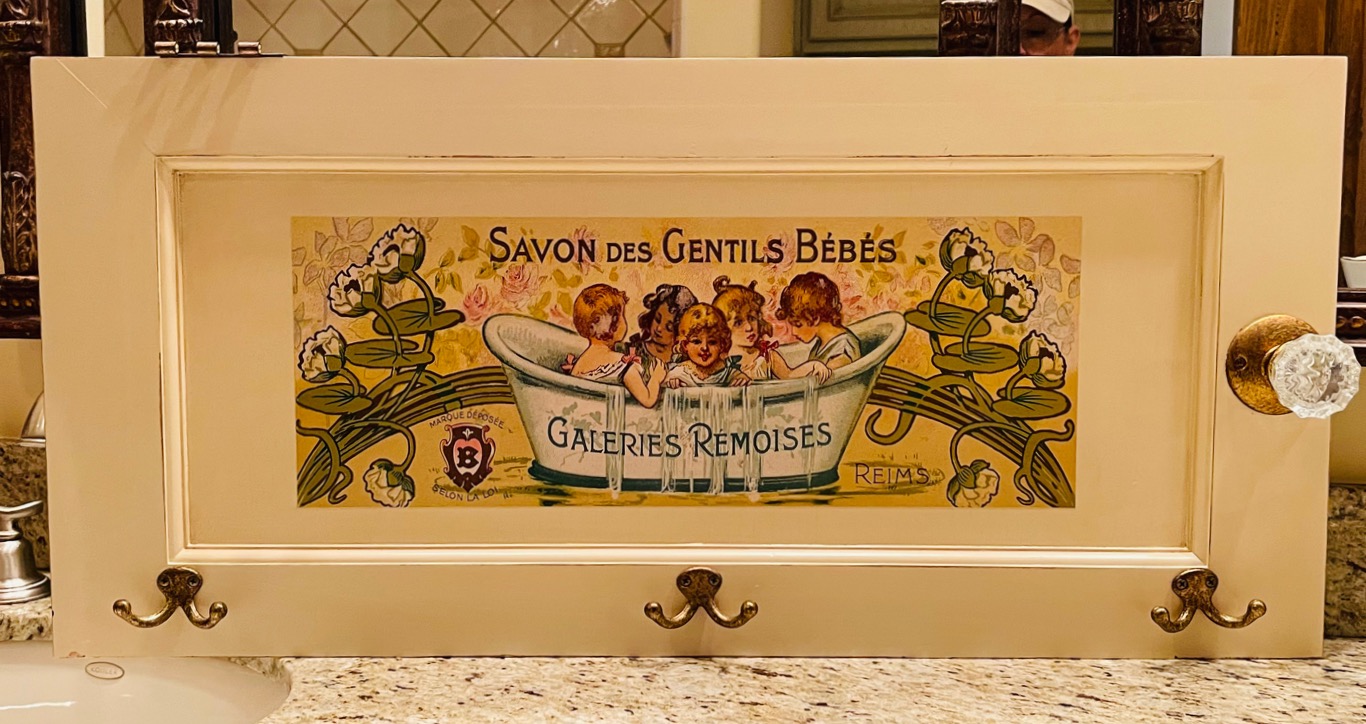 SAVON DES GENTILS BÉBÉS
GALERIES RÉMOISES
MARQUE DÉPOSÉE
B
SELON LA LOI
REIMS